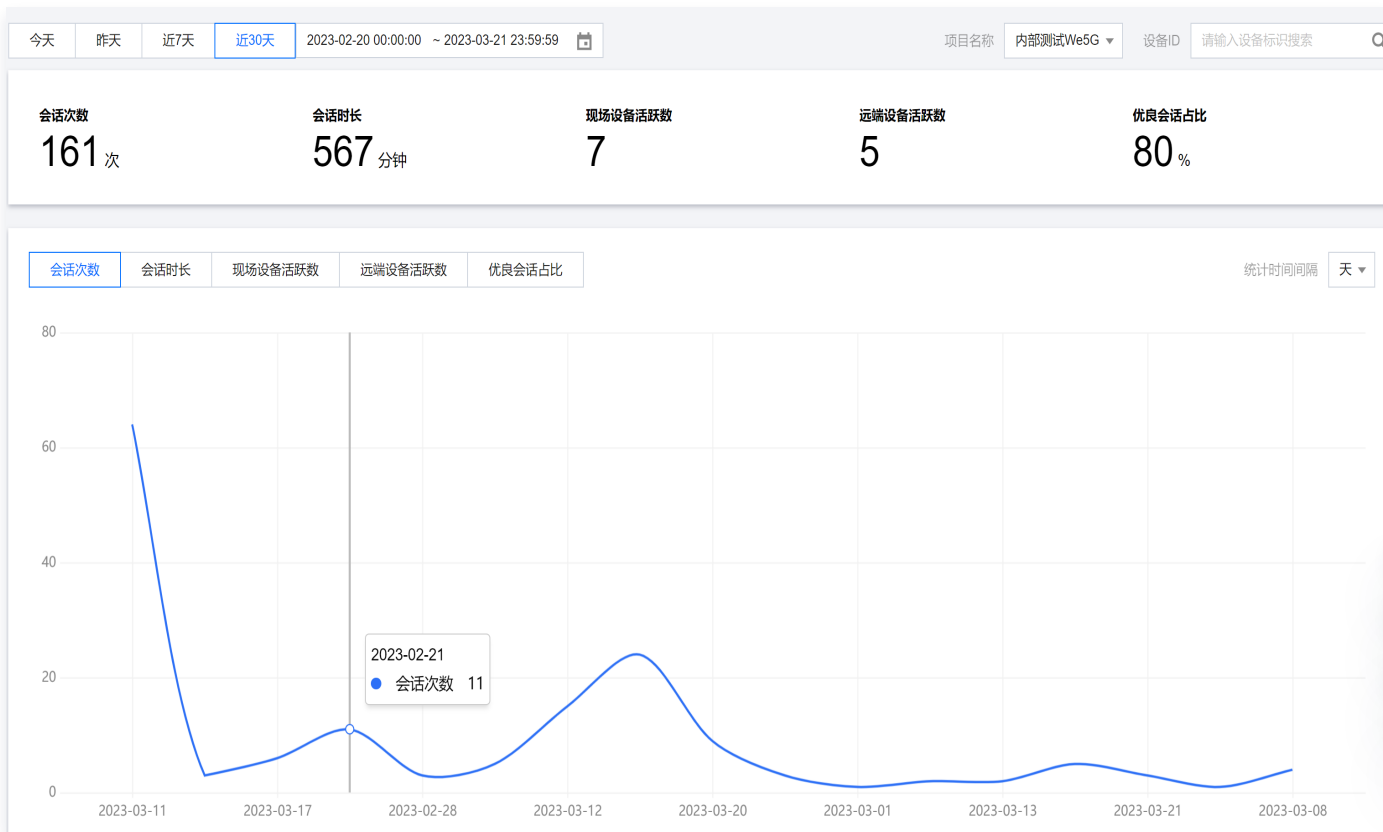 今天 昨天 近7天 近30天 2023-02-20 00:00:00 ~ 2023-03-21 23:59:59 项目名称 内部测试We5G 设备ID 请输入设备标识搜索
会话次数 会话时长 现场设备活跃数 远端设备活跃数 优良会话占比
161 次 567 分钟 7 5 80 %
会话次数 会话时长 现场设备活跃数 远端设备活跃数 优良会话占比 统计时间间隔 天
80
60
40
20
0
2023-02-21
会话次数 11
2023-03-11 2023-03-17 2023-02-28 2023-03-12 2023-03-20 2023-03-01 2023-03-13 2023-03-21 2023-03-08